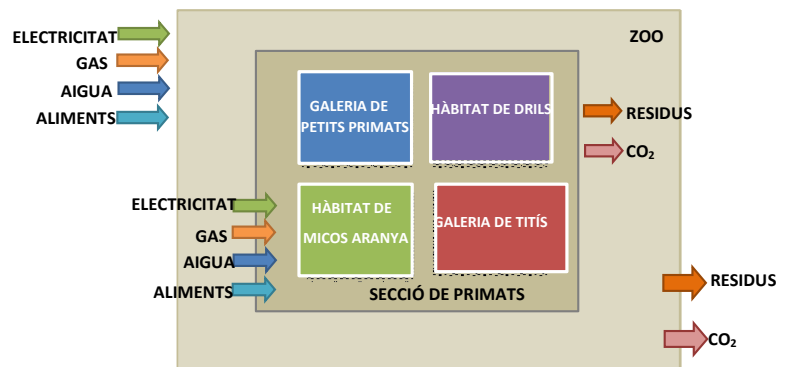 ZOO
ELECTRICITAT
GAS
AIGUA
ALIMENTS
GALERIA DE
PETITS PRIMATS
HÀBITAT DE DRILS
RESIDUS
CO₂
ELECTRICITAT
GAS
AIGUA
ALIMENTS
HÀBITAT DE
MICOS ARANYA
GALERIA DE TITÍS
SECCIÓ DE PRIMATS
RESIDUS
CO₂